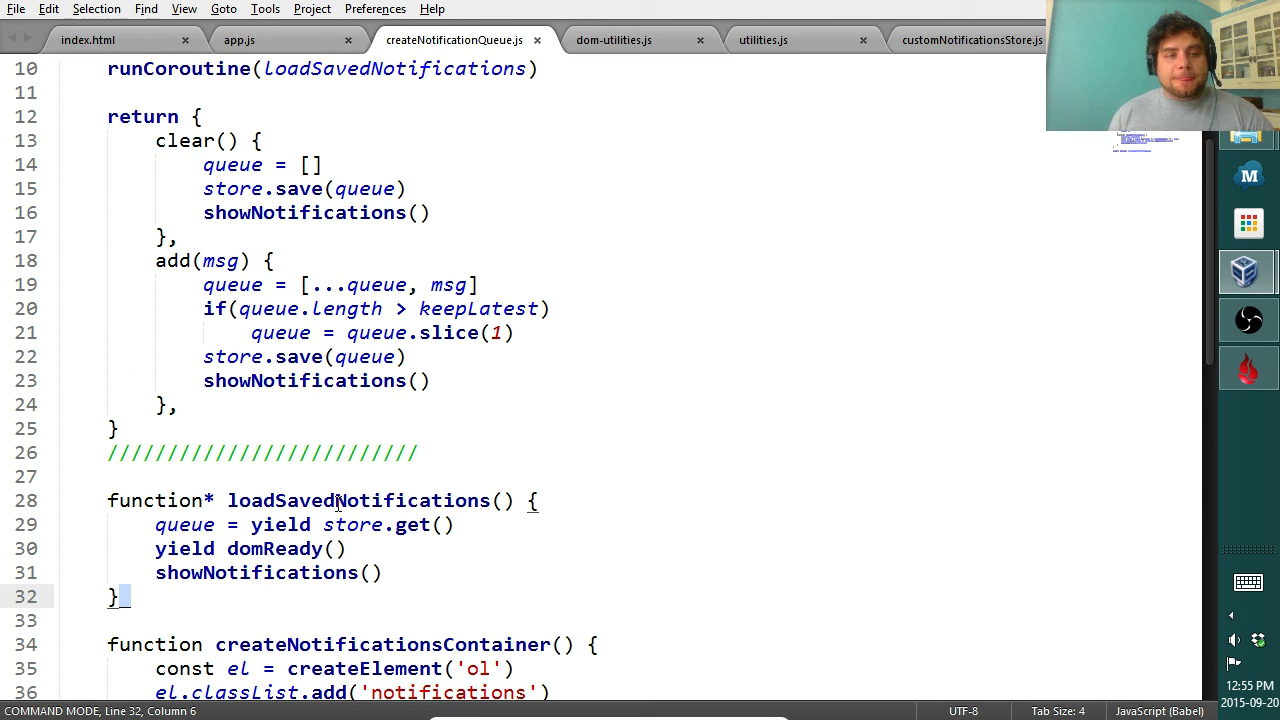 File Edit Selection Find View Goto Tools Project Preferences Help
index.html × app.js × createNotificationQueue.js × dom-utilities.js × utilities.js × customNotificationsStore.js
10 runCoroutine(loadSavedNotifications)
11
12 return {
13 clear() {
14 queue = []
15 store.save(queue)
16 showNotifications()
17 },
18 add(msg) {
19 queue = [...queue, msg]
20 if(queue.length > keepLatest)
21 queue = queue.slice(1)
22 store.save(queue)
23 showNotifications()
24 },
25 }
26 //////////////////////////
27
28 function* loadSavedNotifications() {
29 queue = yield store.get()
30 yield domReady()
31 showNotifications()
32 }
33
34 function createNotificationsContainer() {
35 const el = createElement('ol')
36 el.classList.add('notifications')
M
12:55 PM
2015-09-20
COMMAND MODE, Line 32, Column 6 UTF-8 Tab Size: 4 JavaScript (Babel)